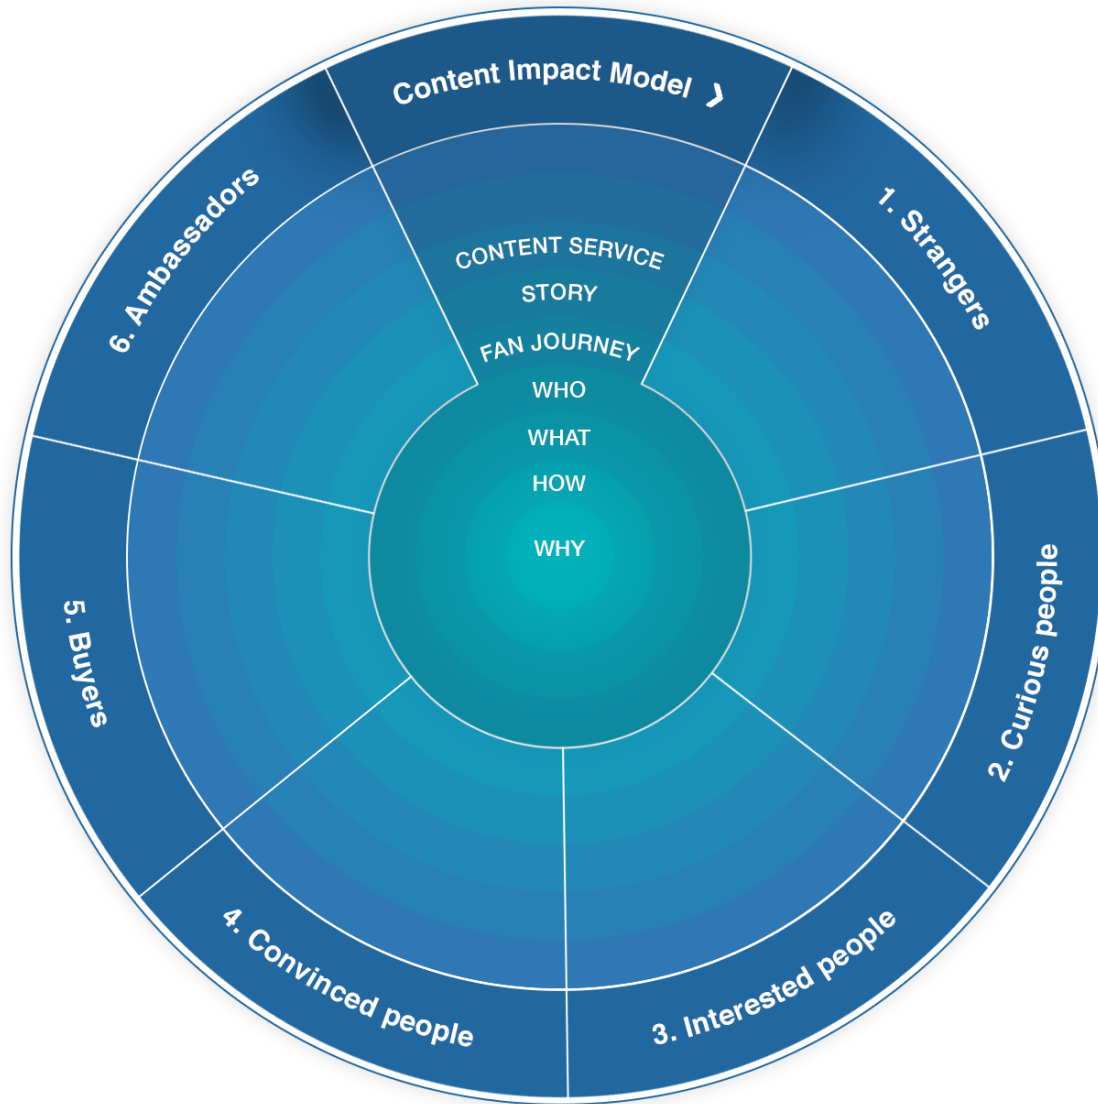 Content Impact Model ❯
CONTENT SERVICE
STORY
FAN JOURNEY
WHO
WHAT
HOW
WHY
1. Strangers
2. Curious people
3. Interested people
4. Convinced people
5. Buyers
6. Ambassadors